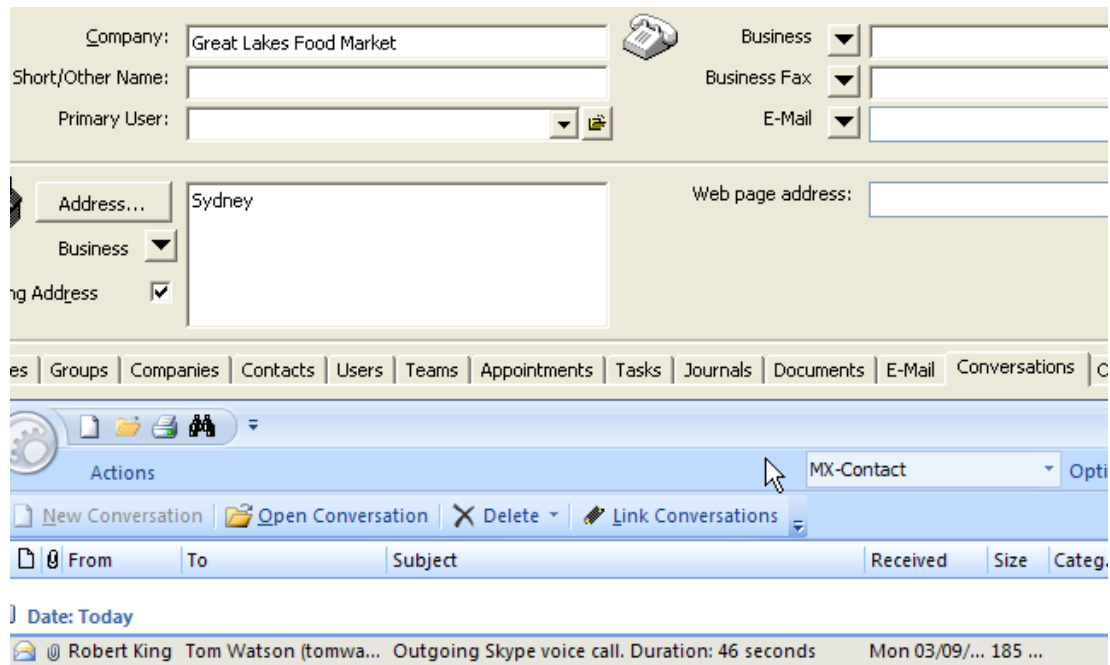 Company: Great Lakes Food Market Business
Short/Other Name: Business Fax
Primary User: E-Mail
Address... Sydney Web page address:
Business
ng Address
es Groups Companies Contacts Users Teams Appointments Tasks Journals Documents E-Mail Conversations
Actions MX-Contact Opti
New Conversation Open Conversation Delete Link Conversations
From To Subject Received Size Categ.
Date: Today
Robert King Tom Watson (tomwa... Outgoing Skype voice call. Duration: 46 seconds Mon 03/09/... 185 ...